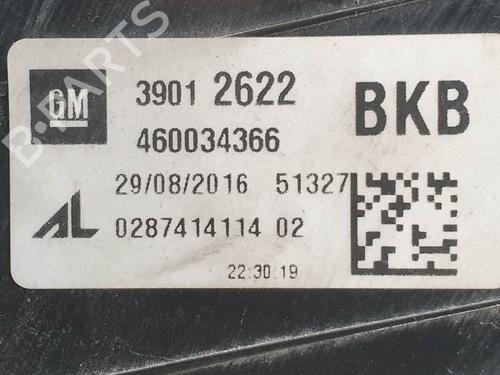 GM 3901 2622 BKB
460034366
29/08/2016 51327
AL 0287414114 02
22:30:19
B-PARTS